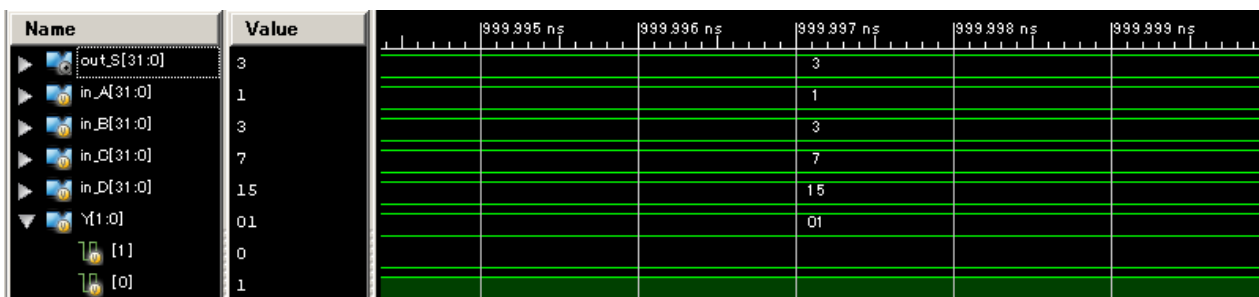 Name Value 999.995 ns 999.996 ns 999.997 ns 999.998 ns 999.999 ns
out_S[31:0] 3 3
in_A[31:0] 1 1
in_B[31:0] 3 3
in_C[31:0] 7 7
in_D[31:0] 15 15
Y[1:0] 01 01
[1] 0
[0] 1